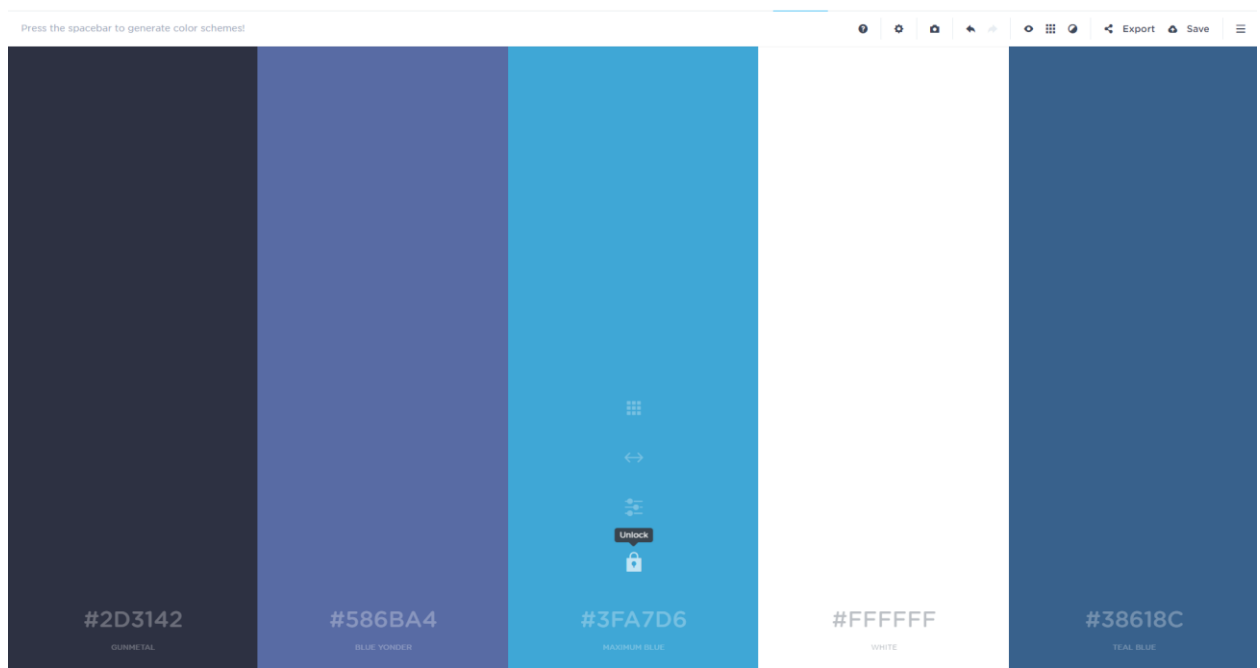 Press the spacebar to generate color schemes!
Export
Save
Unlock
#2D3142
GUNMETAL
#586BA4
BLUE YONDER
#3FA7D6
MAXIMUM BLUE
#FFFFFF
WHITE
#38618C
TEAL BLUE